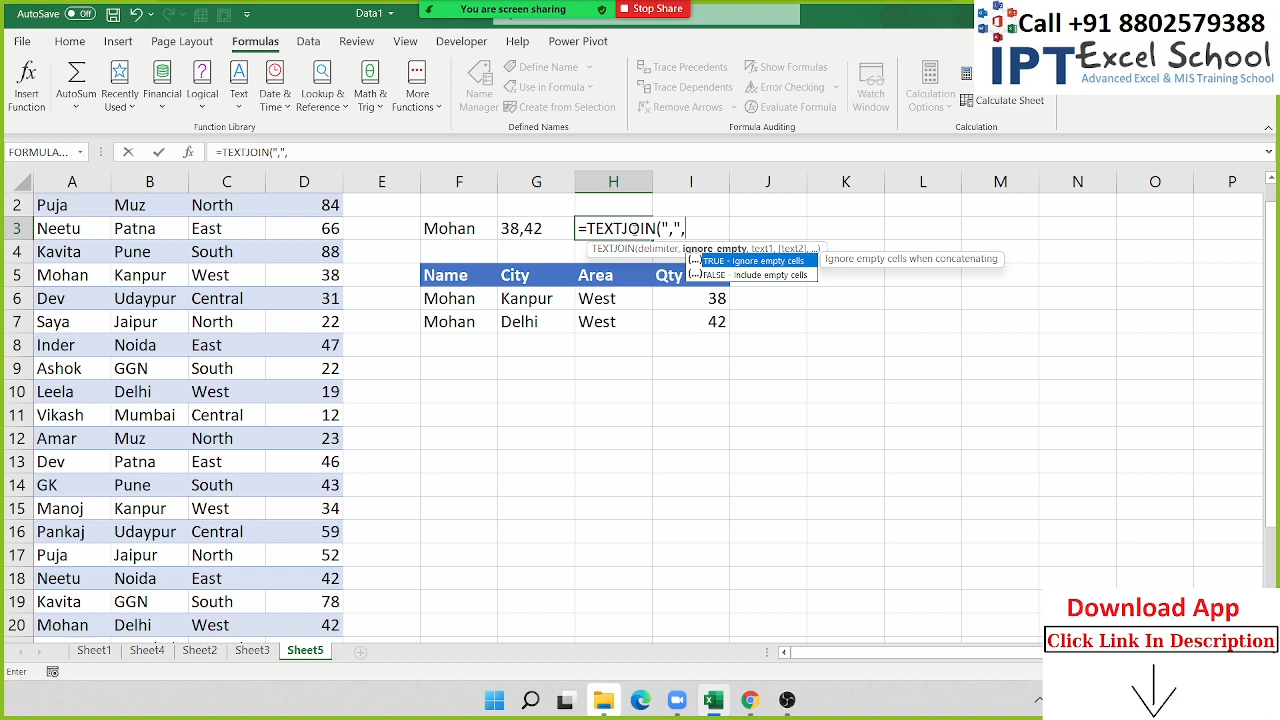 AutoSave Off Data1
You are screen sharing Stop Share
Call +91 8802579388
IPT Excel School
Advanced Excel & MIS Training School
File Home Insert Page Layout Formulas Data Review View Developer Help Power Pivot
Insert Function
AutoSum
Recently Used
Financial
Logical
Text
Date & Time
Lookup & Reference
Math & Trig
More Functions
Function Library
Name Manager
Define Name
Use in Formula
Create from Selection
Defined Names
Trace Precedents
Trace Dependents
Remove Arrows
Show Formulas
Error Checking
Evaluate Formula
Formula Auditing
Watch Window
Calculation Options
Calculate Sheet
Calculation
FORMULA... fx =TEXTJOIN(",",
A B C D E F G H I J K L M N O P
2 Puja Muz North 84
3 Neetu Patna East 66 Mohan 38,42 =TEXTJOIN(",",
TEXTJOIN(delimiter, ignore_empty, text1, [text2], ...)
4 Kavita Pune South 88
(...) TRUE - Ignore empty cells Ignore empty cells when concatenating
(...) FALSE - Include empty cells
5 Mohan Kanpur West 38 Name City Area Qty
6 Dev Udaypur Central 31 Mohan Kanpur West 38
7 Saya Jaipur North 22 Mohan Delhi West 42
8 Inder Noida East 47
9 Ashok GGN South 22
10 Leela Delhi West 19
11 Vikash Mumbai Central 12
12 Amar Muz North 23
13 Dev Patna East 46
14 GK Pune South 43
15 Manoj Kanpur West 34
16 Pankaj Udaypur Central 59
17 Puja Jaipur North 52
18 Neetu Noida East 42
19 Kavita GGN South 78
20 Mohan Delhi West 42
Download App
Click Link In Description
Sheet1 Sheet4 Sheet2 Sheet3 Sheet5
Enter